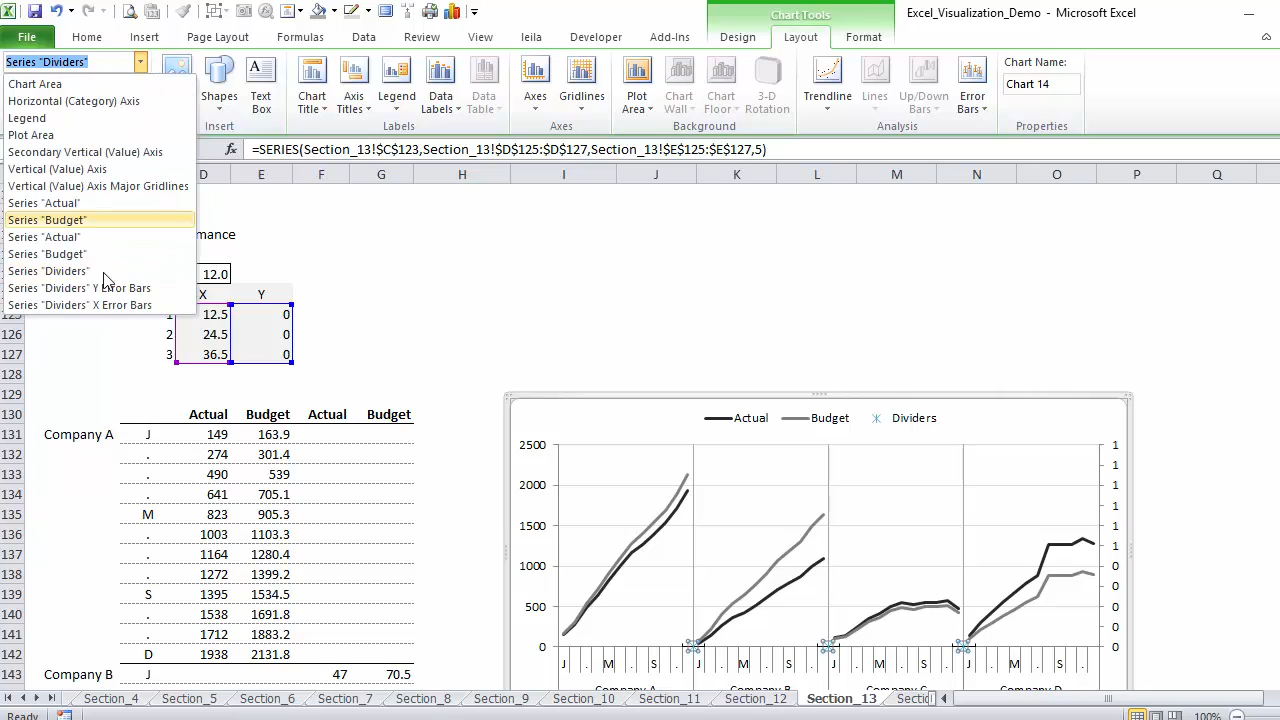 Chart Tools
Excel_Visualization_Demo - Microsoft Excel
File Home Insert Page Layout Formulas Data Review View leila Developer Add-Ins Team Design Layout Format
Series "Dividers"
Shapes Text Box
Insert
Chart Title Axis Titles Legend Data Labels Data Table
Labels
Axes Gridlines
Axes
Plot Area Chart Wall Chart Floor 3-D Rotation
Background
Trendline Lines Up/Down Bars Error Bars
Analysis
Chart Name:
Chart 14
Properties
Chart Area
Horizontal (Category) Axis
Legend
Plot Area
Secondary Vertical (Value) Axis
Vertical (Value) Axis
Vertical (Value) Axis Major Gridlines
Series "Actual"
Series "Budget"
Series "Actual"
Series "Budget"
Series "Dividers"
Series "Dividers" Y Error Bars
Series "Dividers" X Error Bars
fx =SERIES(Section_13!$C$123,Section_13!$D$125:$D$127,Section_13!$E$125:$E$127,5)
D E F G H I J K L M N O P Q
mance
12.0
X Y
1 12.5 0
126 2 24.5 0
127 3 36.5 0
128
129
130 Actual Budget Actual Budget
131 Company A J 149 163.9
132 . 274 301.4
133 . 490 539
134 . 641 705.1
135 M 823 905.3
136 . 1003 1103.3
137 . 1164 1280.4
138 . 1272 1399.2
139 S 1395 1534.5
140 . 1538 1691.8
141 . 1712 1883.2
142 D 1938 2131.8
143 Company B J 47 70.5
Actual Budget Dividers
2500
2000
1500
1000
500
0
1
1
1
1
1
1
0
0
0
0
0
J . M . S . J . M . S . J . M . S . J . M . S .
Section_4 Section_5 Section_6 Section_7 Section_8 Section_9 Section_10 Section_11 Section_12 Section_13 Secti
Ready
100%